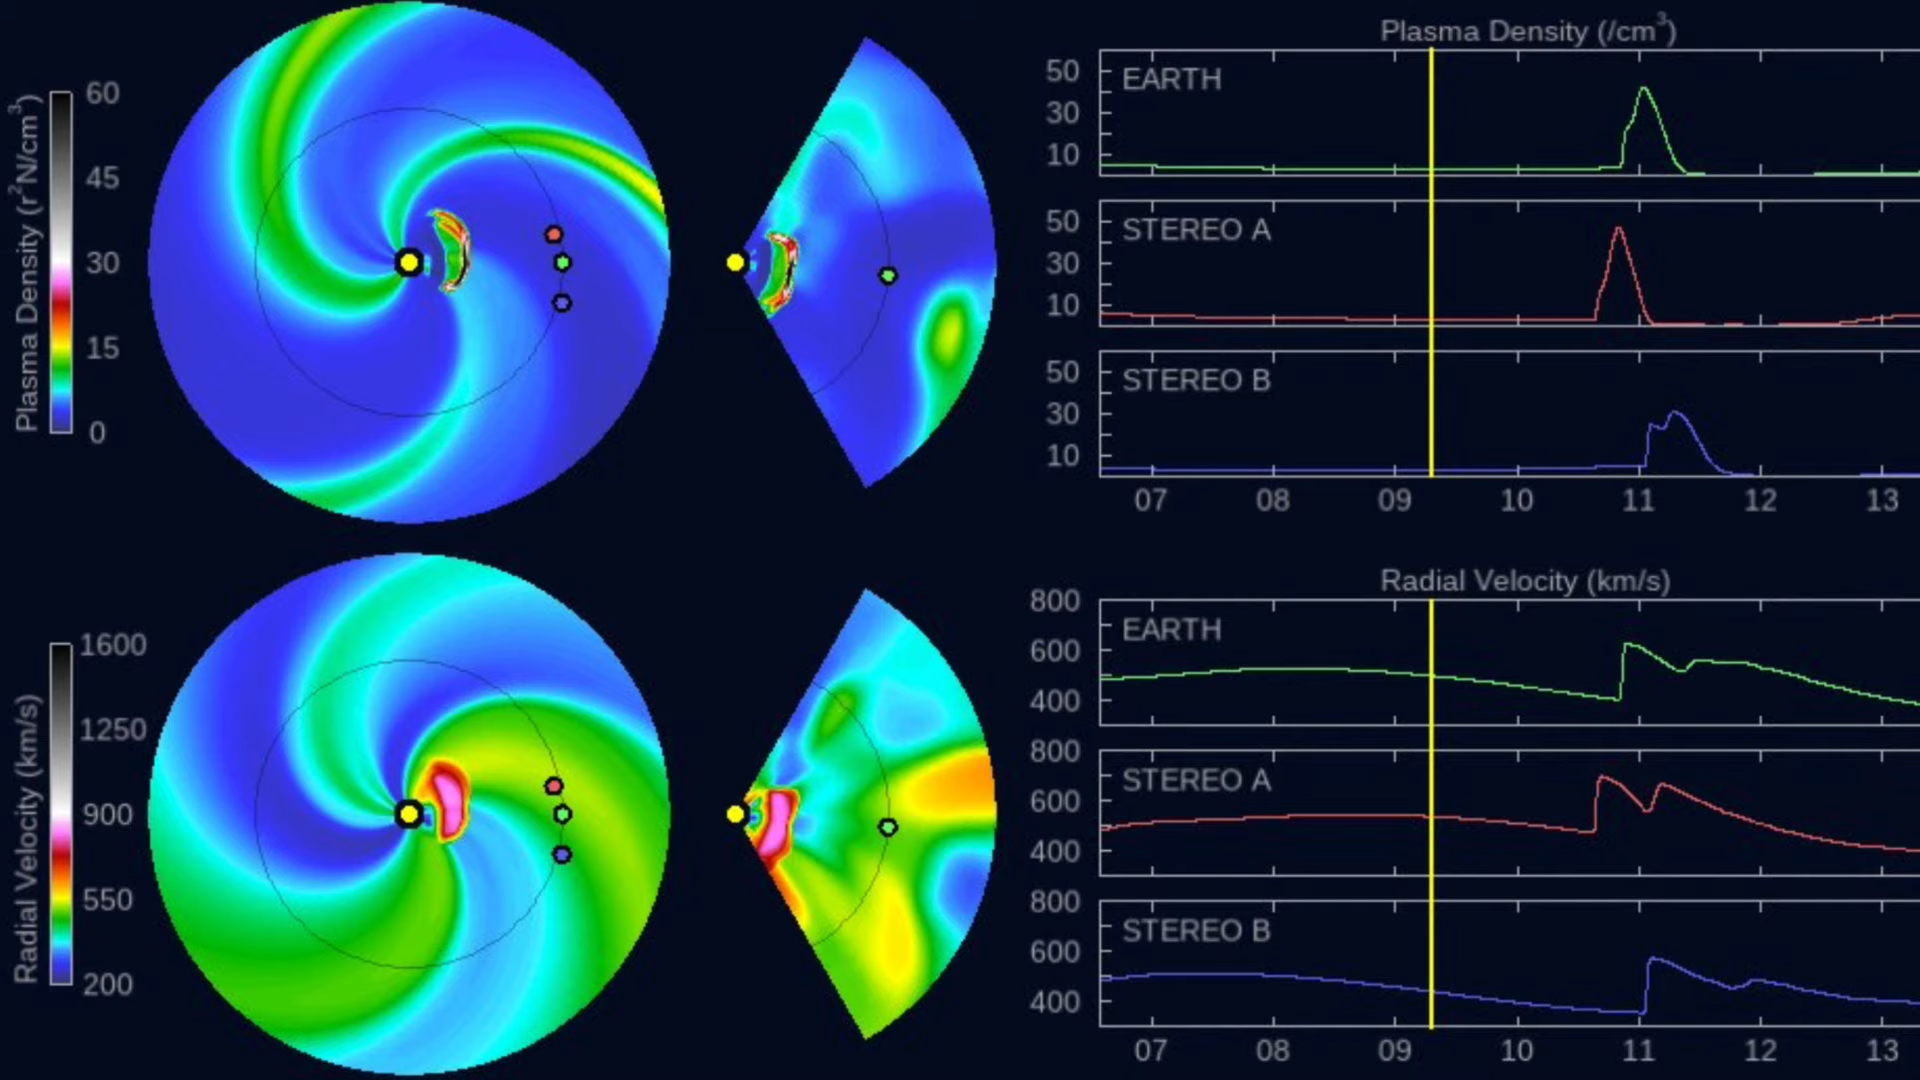 Plasma Density (r²N/cm³)
60
45
30
15
0
Plasma Density (/cm³)
EARTH
50
30
10
STEREO A
50
30
10
STEREO B
50
30
10
07 08 09 10 11 12 13
Radial Velocity (km/s)
1600
1250
900
550
200
Radial Velocity (km/s)
EARTH
800
600
400
STEREO A
800
600
400
STEREO B
800
600
400
07 08 09 10 11 12 13